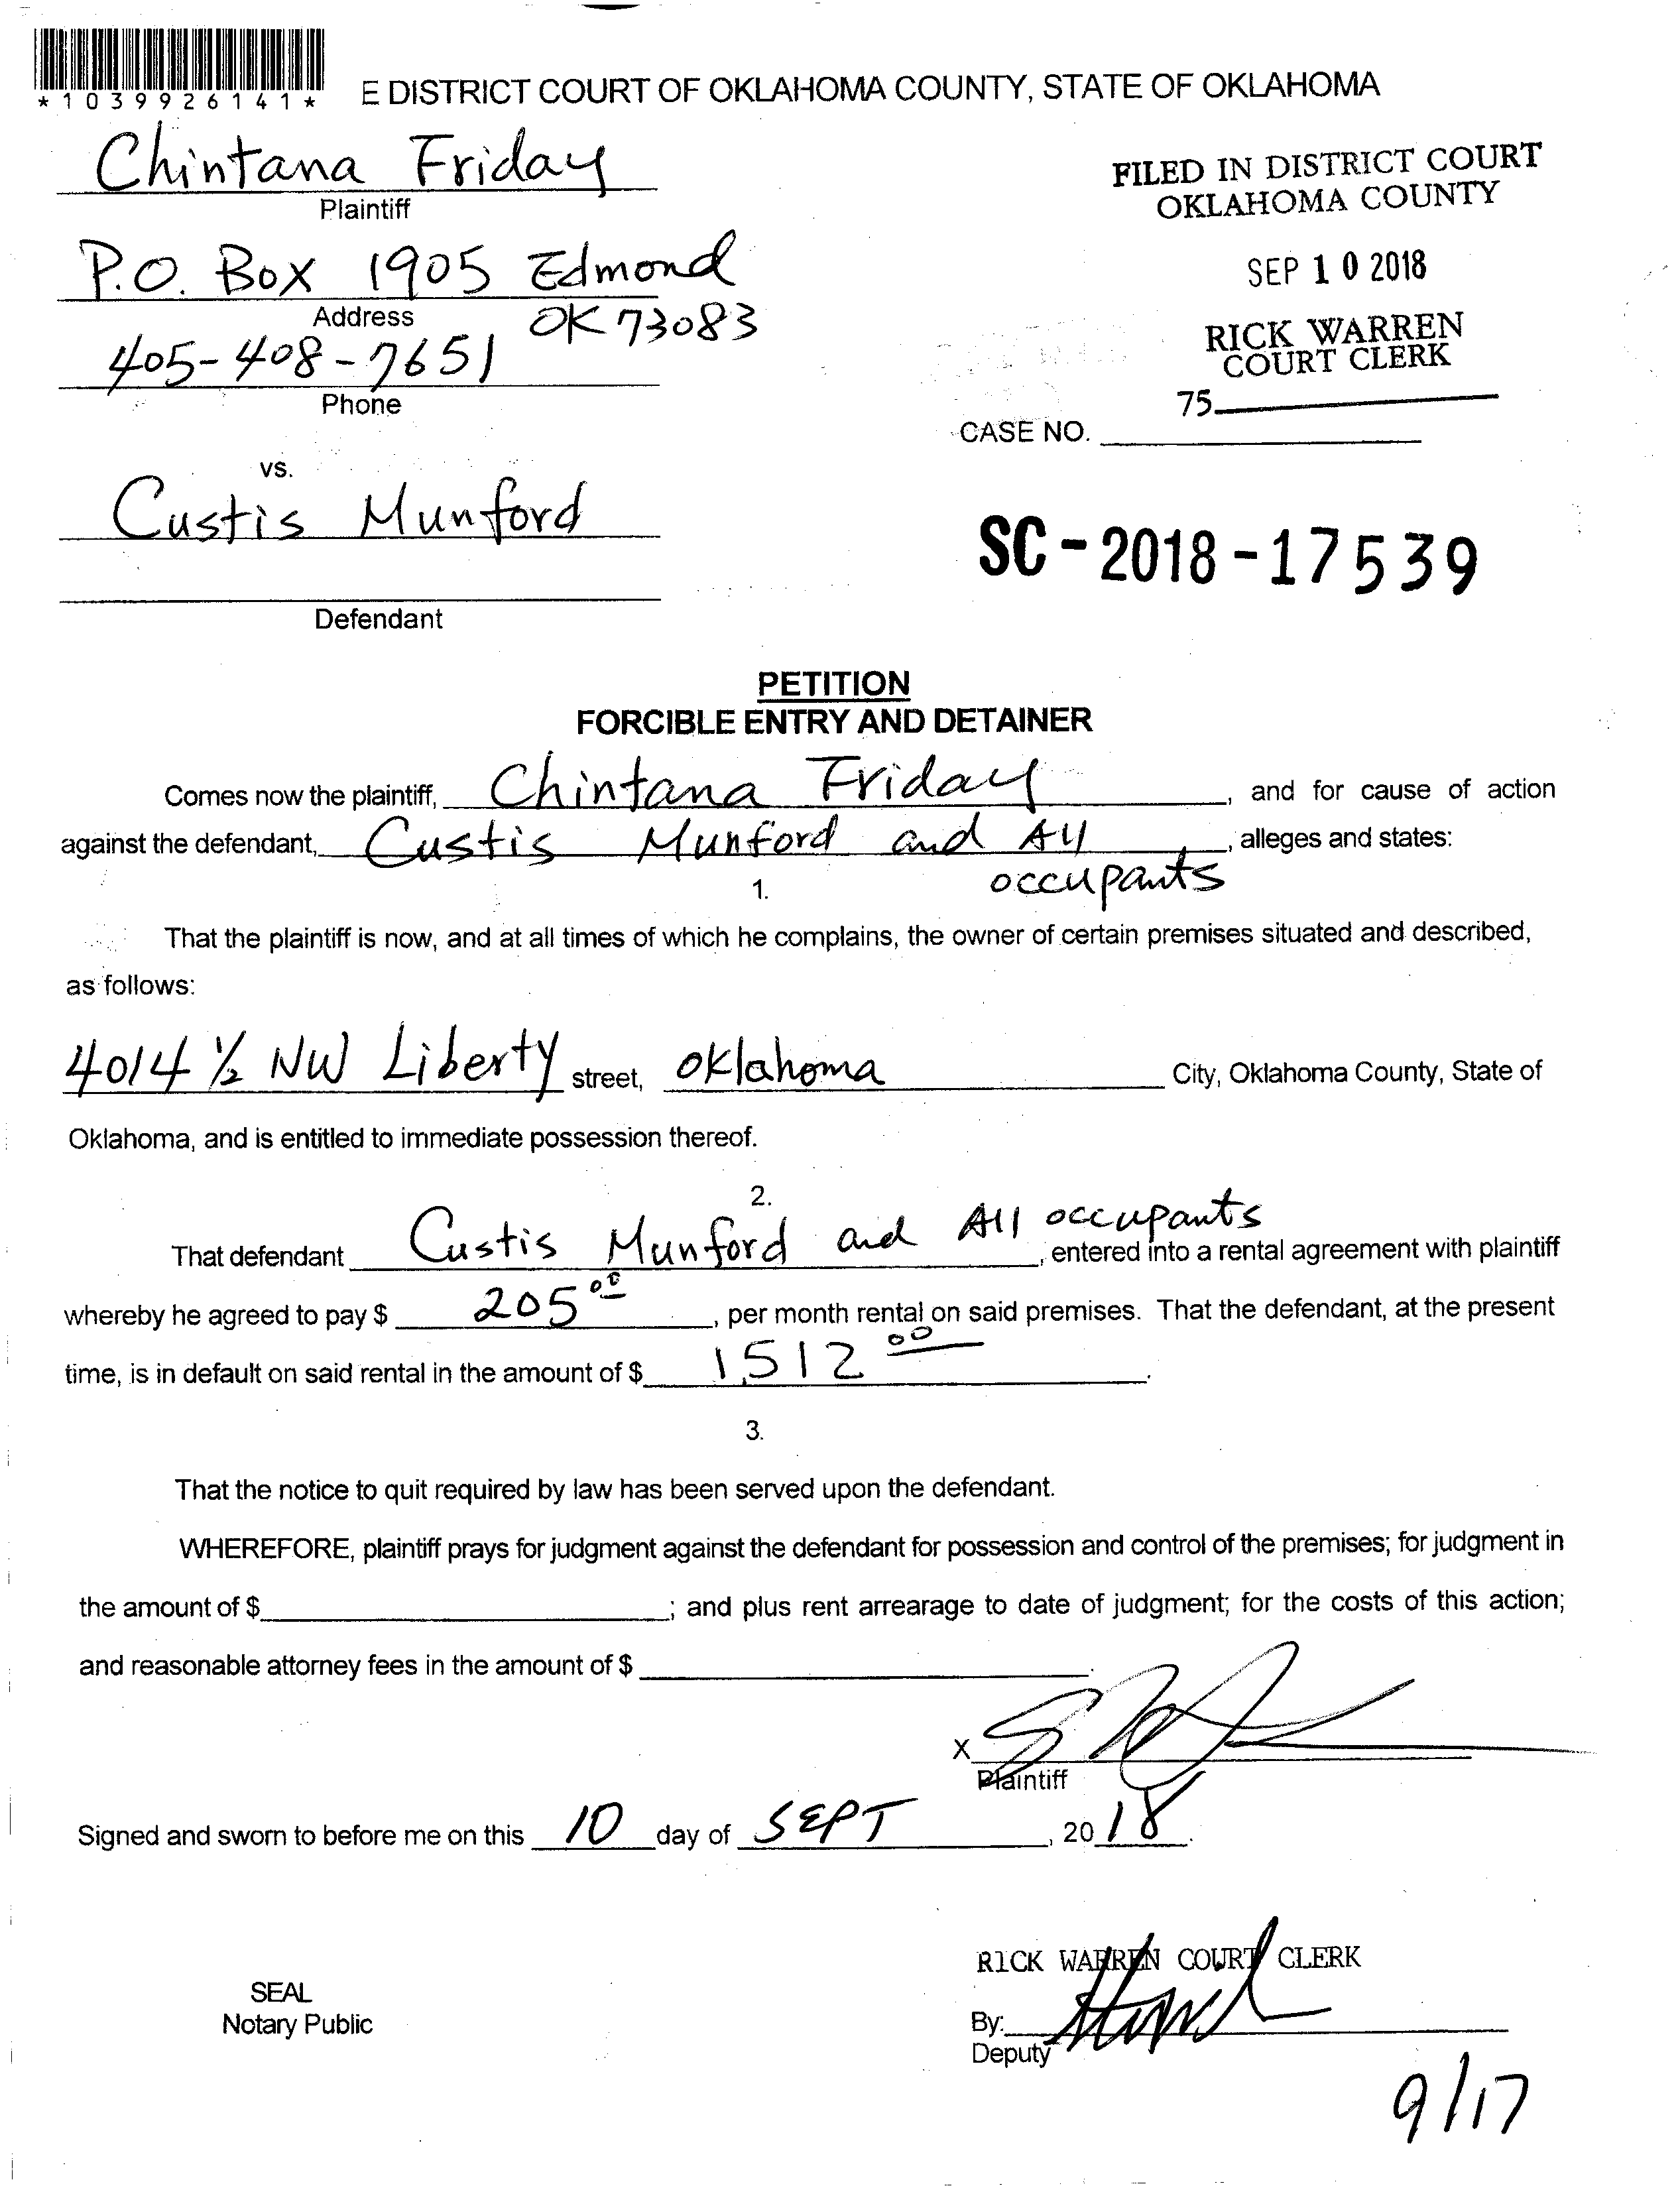 *1039926141*
E DISTRICT COURT OF OKLAHOMA COUNTY, STATE OF OKLAHOMA
Chintana Friday
Plaintiff
P.O. Box 1905 Edmond
Address
OK 73083
405-408-7651
Phone
vs.
Custis Munford
Defendant
FILED IN DISTRICT COURT
OKLAHOMA COUNTY
SEP 10 2018
RICK WARREN
COURT CLERK
75
CASE NO.
SC-2018-17539
PETITION
FORCIBLE ENTRY AND DETAINER
Comes now the plaintiff, Chintana Friday, and for cause of action
against the defendant, Custis Munford and All, alleges and states:
occupants
1.
That the plaintiff is now, and at all times of which he complains, the owner of certain premises situated and described,
as follows:
4014 ½ NW Liberty street, oklahoma City, Oklahoma County, State of
Oklahoma, and is entitled to immediate possession thereof.
2.
That defendant Custis Munford and All occupants, entered into a rental agreement with plaintiff
whereby he agreed to pay $ 205 00, per month rental on said premises. That the defendant, at the present
time, is in default on said rental in the amount of $ 1,512 00.
3.
That the notice to quit required by law has been served upon the defendant.
WHEREFORE, plaintiff prays for judgment against the defendant for possession and control of the premises; for judgment in
the amount of $; and plus rent arrearage to date of judgment; for the costs of this action;
and reasonable attorney fees in the amount of $.
X
Plaintiff
Signed and sworn to before me on this 10 day of SEPT, 20 18.
RICK WARREN COURT CLERK
SEAL
Notary Public
By:
Deputy
9/17